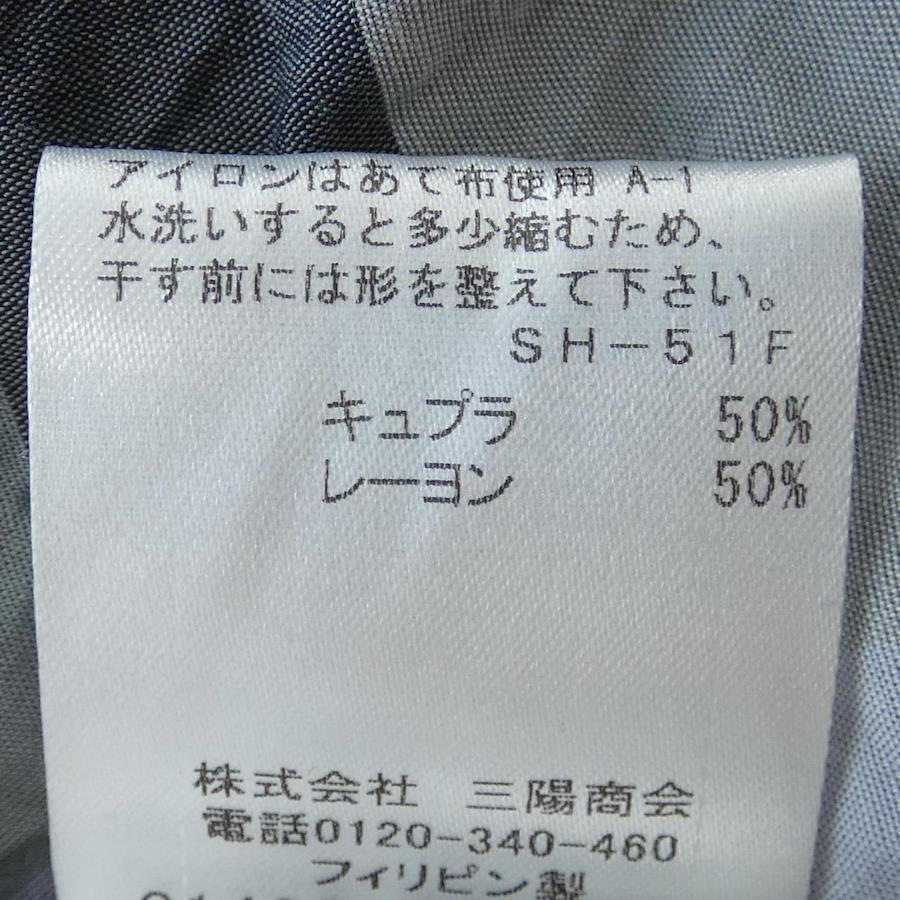 アイロンはあて布使用 A-1
水洗いすると多少縮むため、
干す前には形を整えて下さい。
SH-51F
キュプラ 50%
レーヨン 50%
株式会社 三陽商会
電話0120-340-460
フィリピン製